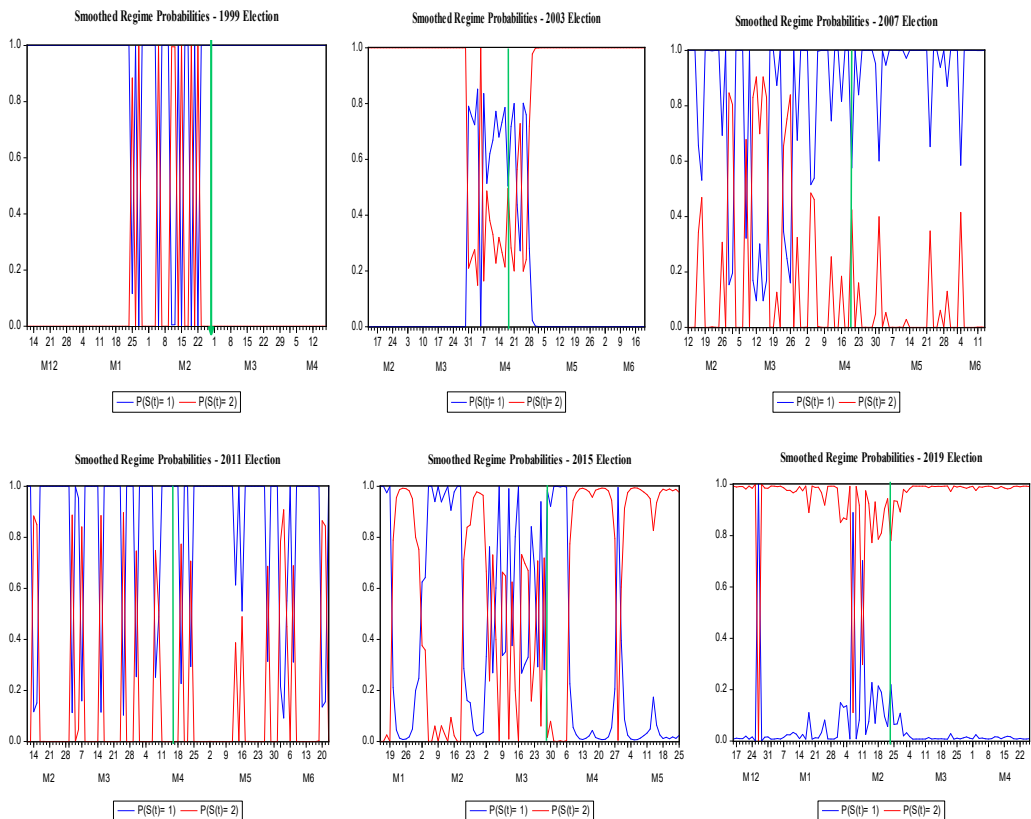 Smoothed Regime Probabilities - 1999 Election
1.0
0.8
0.6
0.4
0.2
0.0
14 21 28 4 11 18 25 1 8 15 22 1 8 15 22 29 5 12
M12 M1 M2 M3 M4
P(S(t)= 1) P(S(t)= 2)
Smoothed Regime Probabilities - 2003 Election
1.0
0.8
0.6
0.4
0.2
0.0
17 24 3 10 17 24 31 7 14 21 28 5 12 19 26 2 9 16
M2 M3 M4 M5 M6
P(S(t)= 1) P(S(t)= 2)
Smoothed Regime Probabilities - 2007 Election
1.0
0.8
0.6
0.4
0.2
0.0
12 19 26 5 12 19 26 2 9 16 23 30 7 14 21 28 4 11
M2 M3 M4 M5 M6
P(S(t)= 1) P(S(t)= 2)
Smoothed Regime Probabilities - 2011 Election
1.0
0.8
0.6
0.4
0.2
0.0
14 21 28 7 14 21 28 4 11 18 25 2 9 16 23 30 6 13 20
M2 M3 M4 M5 M6
P(S(t)= 1) P(S(t)= 2)
Smoothed Regime Probabilities - 2015 Election
1.0
0.8
0.6
0.4
0.2
0.0
19 26 2 9 16 23 2 9 16 23 30 6 13 20 27 4 11 18 25
M1 M2 M3 M4 M5
P(S(t)= 1) P(S(t)= 2)
Smoothed Regime Probabilities - 2019 Election
1.0
0.8
0.6
0.4
0.2
0.0
17 24 31 7 14 21 28 4 11 18 25 4 11 18 25 1 8 15 22
M12 M1 M2 M3 M4
P(S(t)= 1) P(S(t)= 2)